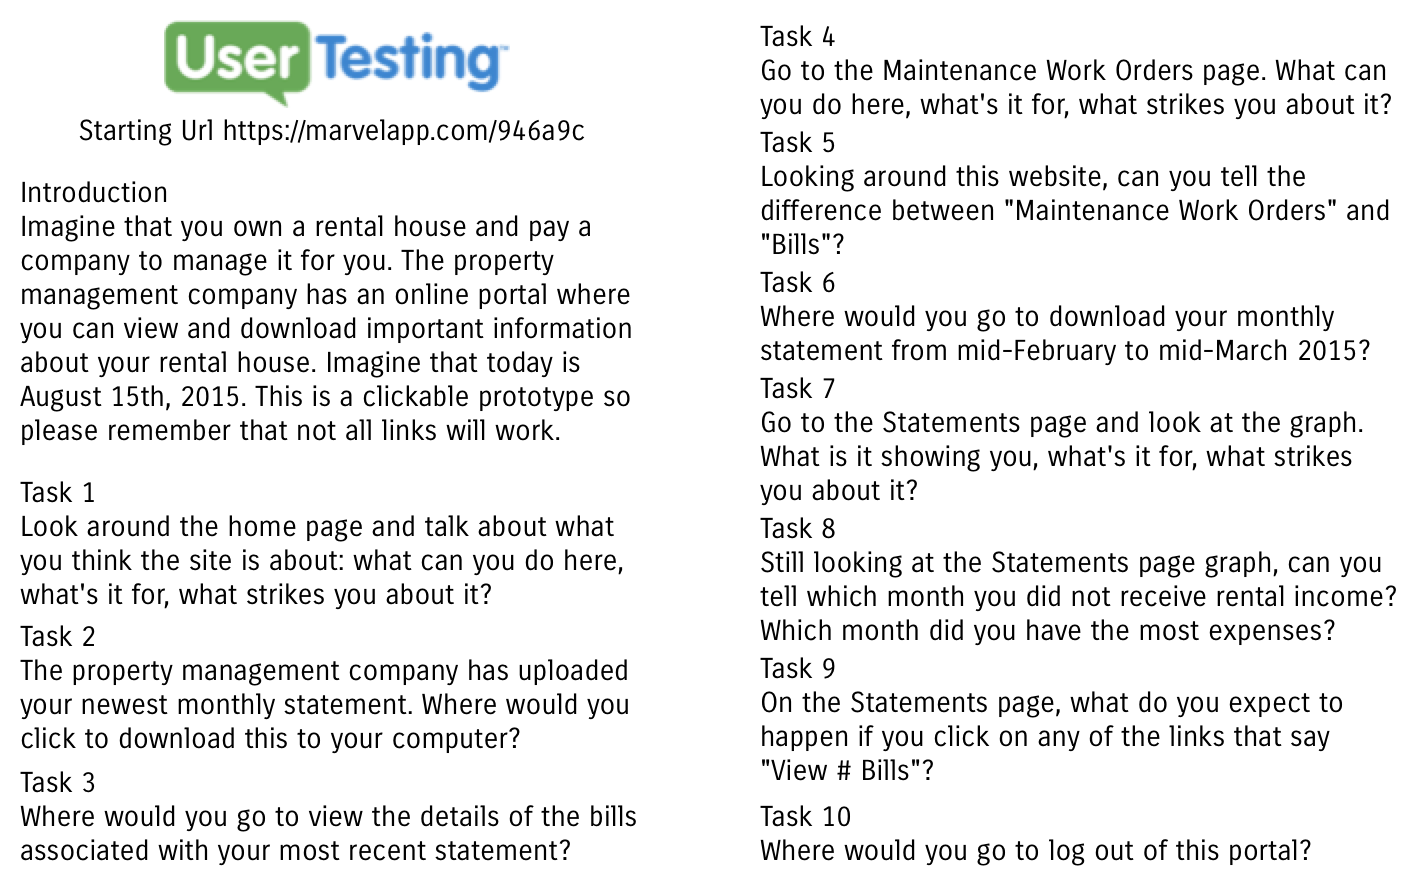 User Testing™
Starting Url https://marvelapp.com/946a9c
Introduction
Imagine that you own a rental house and pay a
company to manage it for you. The property
management company has an online portal where
you can view and download important information
about your rental house. Imagine that today is
August 15th, 2015. This is a clickable prototype so
please remember that not all links will work.
Task 1
Look around the home page and talk about what
you think the site is about: what can you do here,
what's it for, what strikes you about it?
Task 2
The property management company has uploaded
your newest monthly statement. Where would you
click to download this to your computer?
Task 3
Where would you go to view the details of the bills
associated with your most recent statement?
Task 4
Go to the Maintenance Work Orders page. What can
you do here, what's it for, what strikes you about it?
Task 5
Looking around this website, can you tell the
difference between "Maintenance Work Orders" and
"Bills"?
Task 6
Where would you go to download your monthly
statement from mid-February to mid-March 2015?
Task 7
Go to the Statements page and look at the graph.
What is it showing you, what's it for, what strikes
you about it?
Task 8
Still looking at the Statements page graph, can you
tell which month you did not receive rental income?
Which month did you have the most expenses?
Task 9
On the Statements page, what do you expect to
happen if you click on any of the links that say
"View # Bills"?
Task 10
Where would you go to log out of this portal?